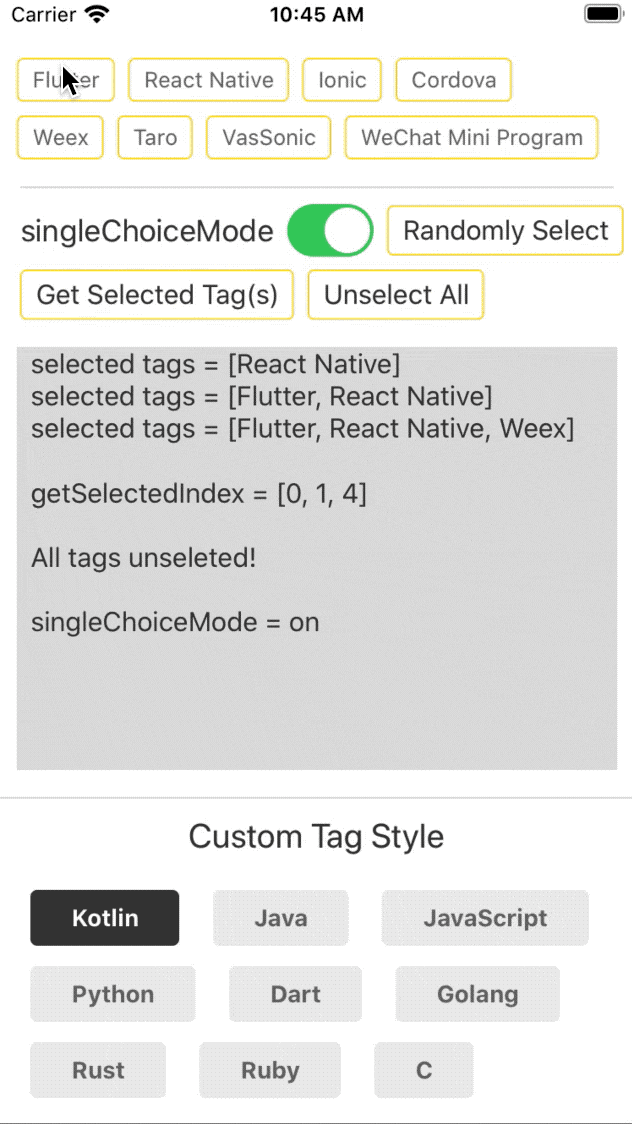 Carrier 10:45 AM
Flutter React Native Ionic Cordova
Weex Taro VasSonic WeChat Mini Program
singleChoiceMode Randomly Select
Get Selected Tag(s) Unselect All
selected tags = [React Native]
selected tags = [Flutter, React Native]
selected tags = [Flutter, React Native, Weex]
getSelectedIndex = [0, 1, 4]
All tags unseleted!
singleChoiceMode = on
Custom Tag Style
Kotlin Java JavaScript
Python Dart Golang
Rust Ruby C